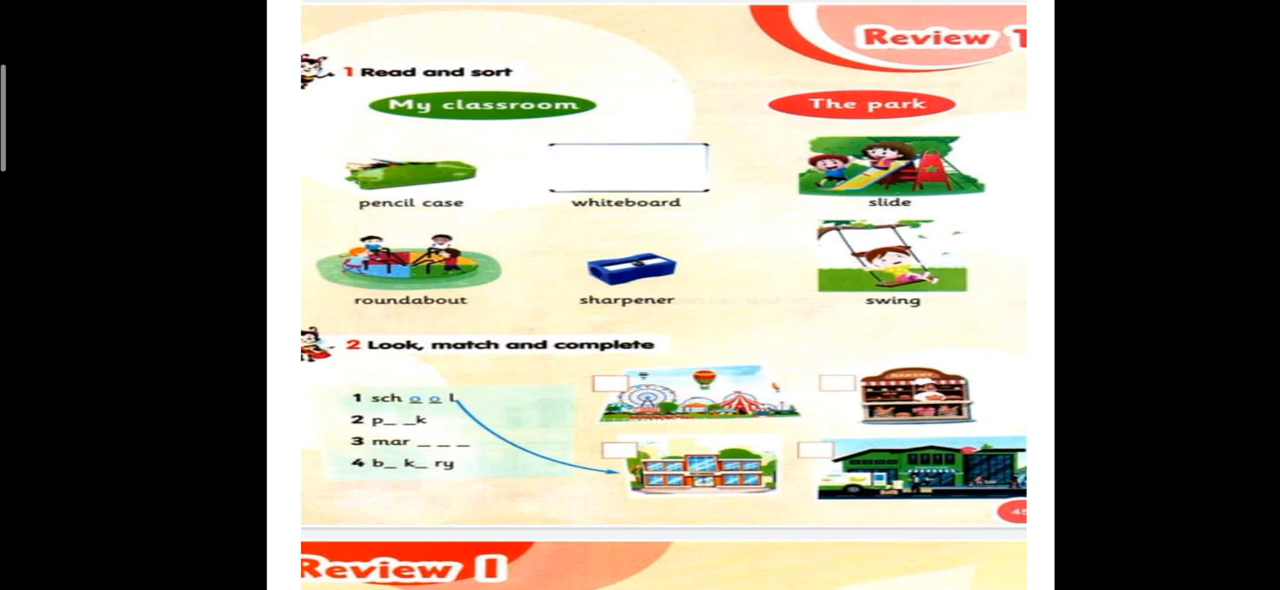 Review 1
1 Read and sort
My classroom
The park
pencil case
whiteboard
slide
roundabout
sharpener
swing
2 Look, match and complete
1 sch o o l
2 p_ _k
3 mar _ _ _
4 b_ k_ ry
BAKERY
Review 1